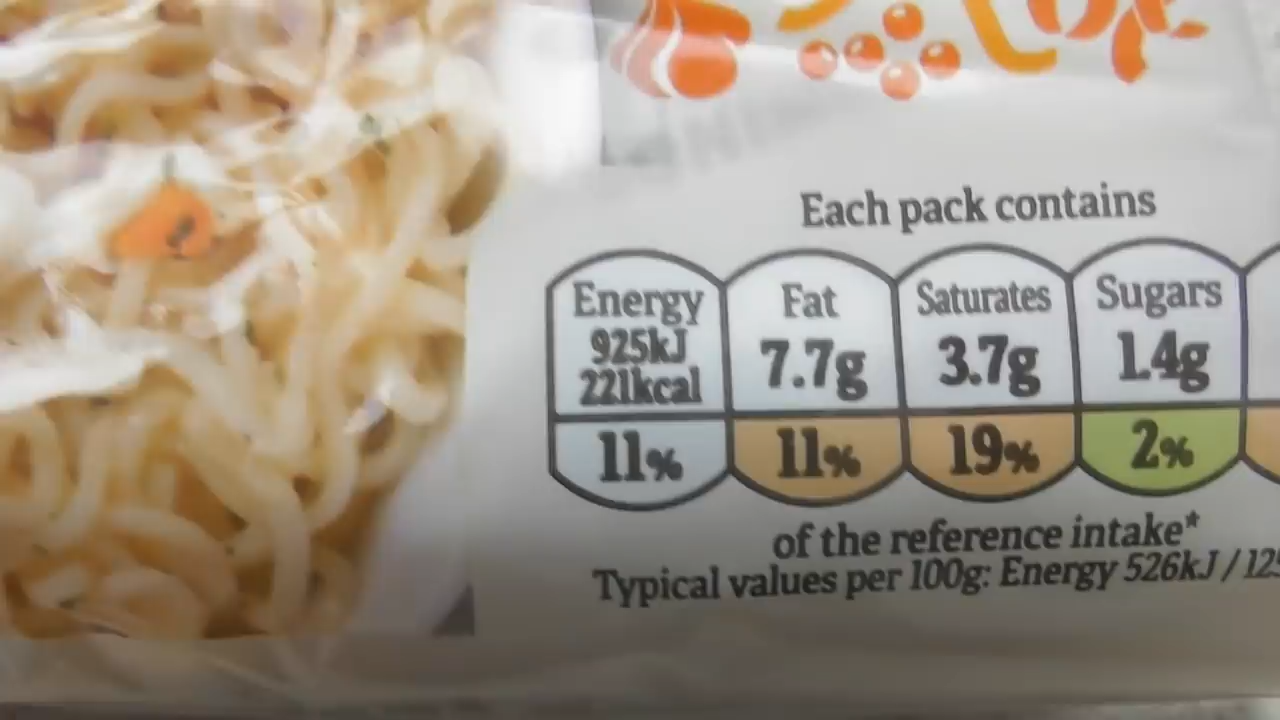 Each pack contains
Energy Fat Saturates Sugars
925kJ
221kcal 7.7g 3.7g 1.4g
11% 11% 19% 2%
of the reference intake*
Typical values per 100g: Energy 526kJ /